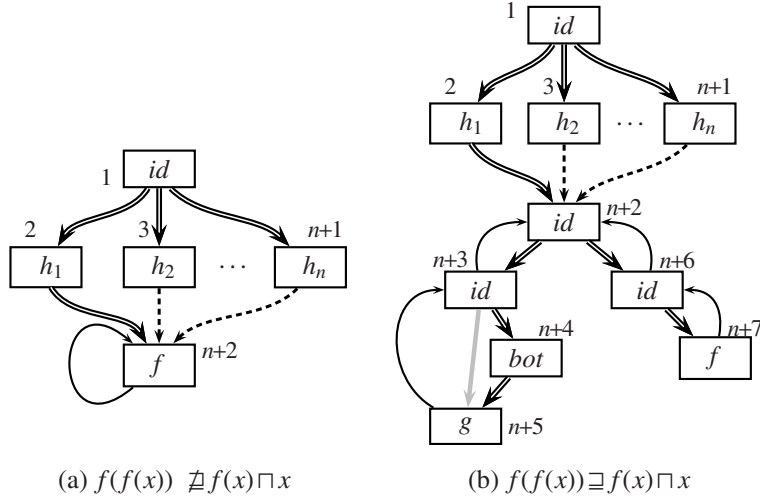 1
id
2
3
n+1
h₁
h₂
...
hₙ
n+2
f
(a) f(f(x)) ⋣ f(x)⊓x
1
id
2
3
n+1
h₁
h₂
...
hₙ
id
n+2
n+3
id
n+6
id
n+4
bot
n+7
f
g
n+5
(b) f(f(x))⊒f(x)⊓x